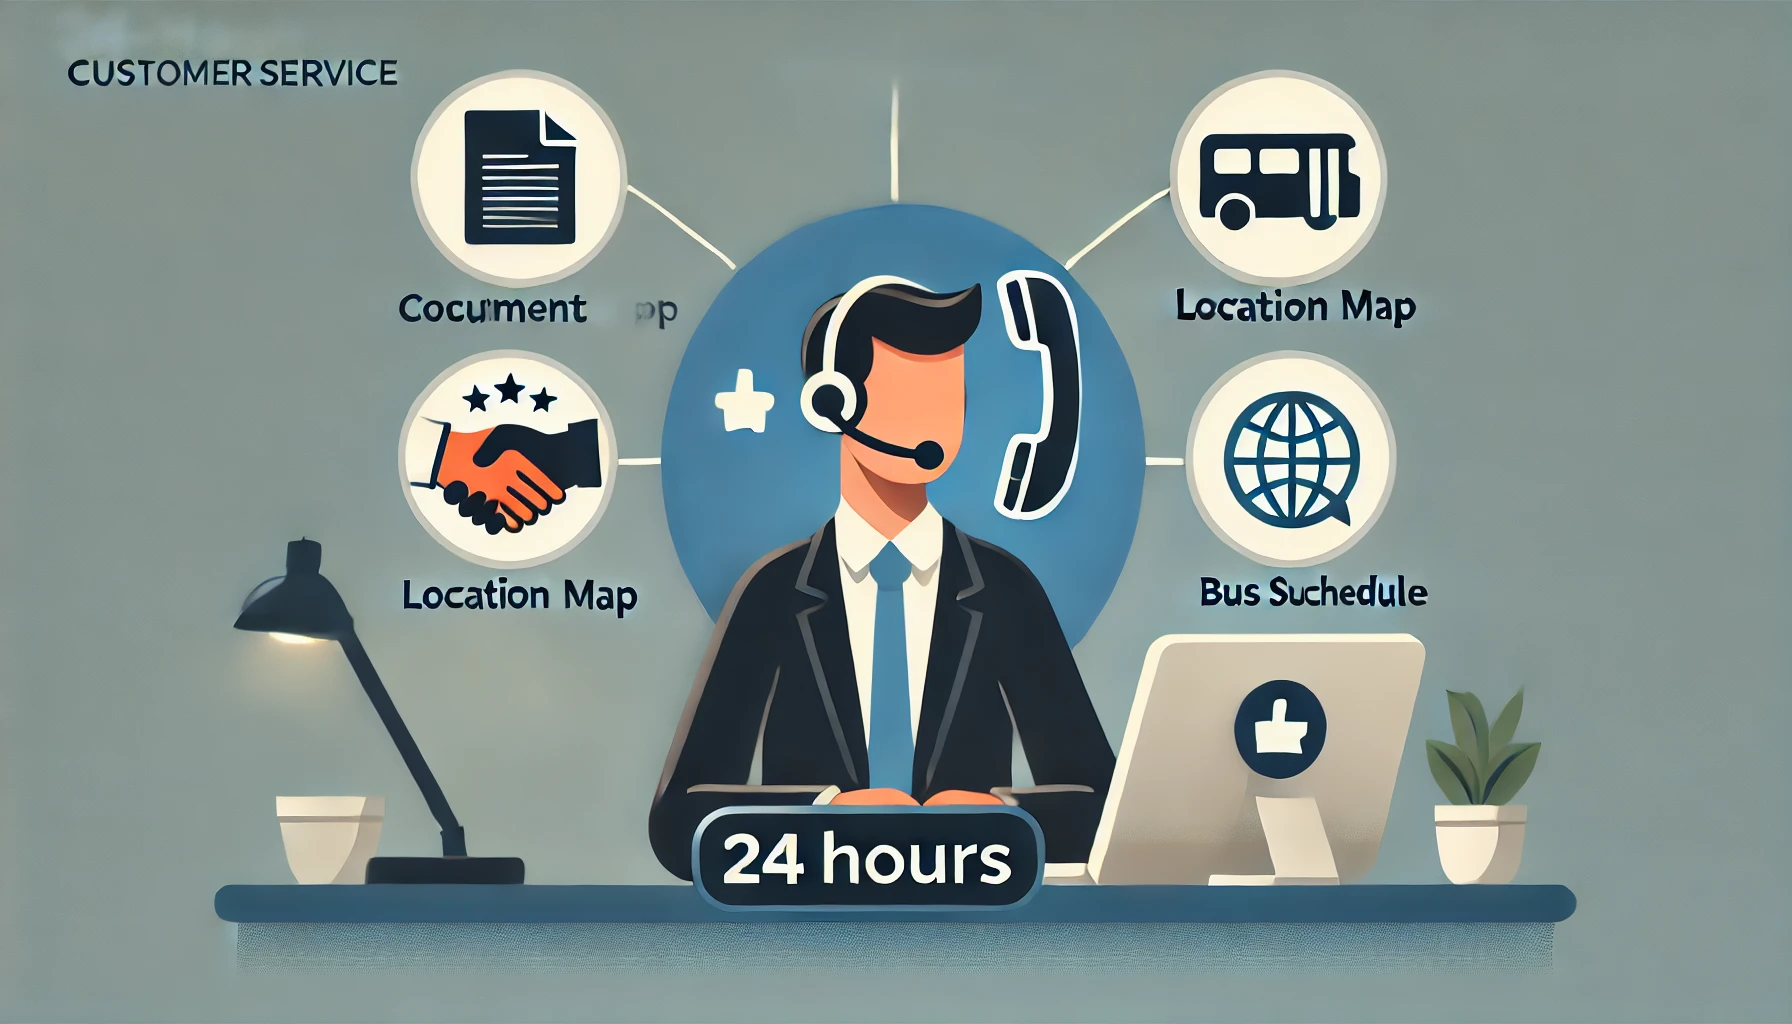 CUSTOMER SERVICE
Cocument
Location Map
Location Map
Bus Suchedule
24 hours